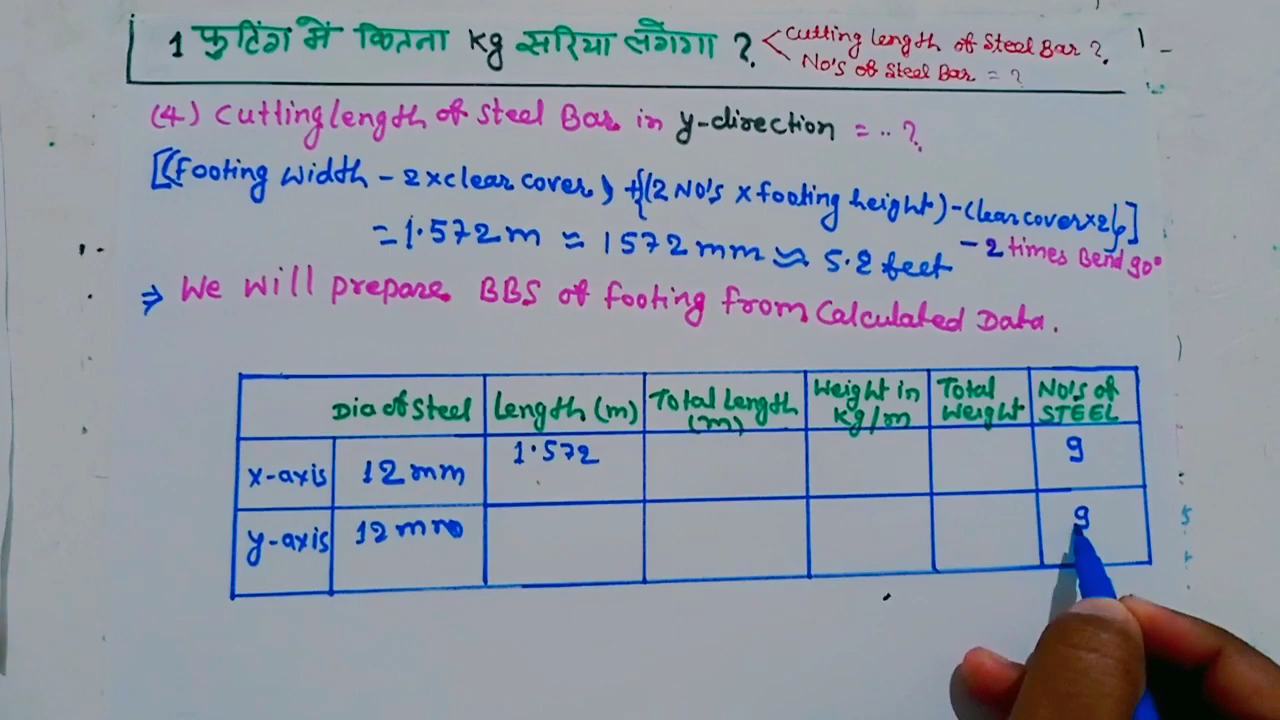 1 फुटिंग में कितना kg सरिया लगेगा ?
Cutting length of Steel Bar ?.
No's of Steel Bar = ?
(4) Cutting length of steel Bar in y-direction = .. ?
[(footing width - 2 x clear cover) + {(2 NO's x footing height) - clear cover x 2}]
- 2 times Bend 90°
= 1.572 m ≈ 1572 mm ≈ 5.2 feet
⇒ We will prepare BBS of footing from Calculated Data.
Dia of Steel Length (m) Total Length (m) Weight in Kg/m Total Weight No's of STEEL
x-axis 12 mm 1.572 9
y-axis 12 mm 9